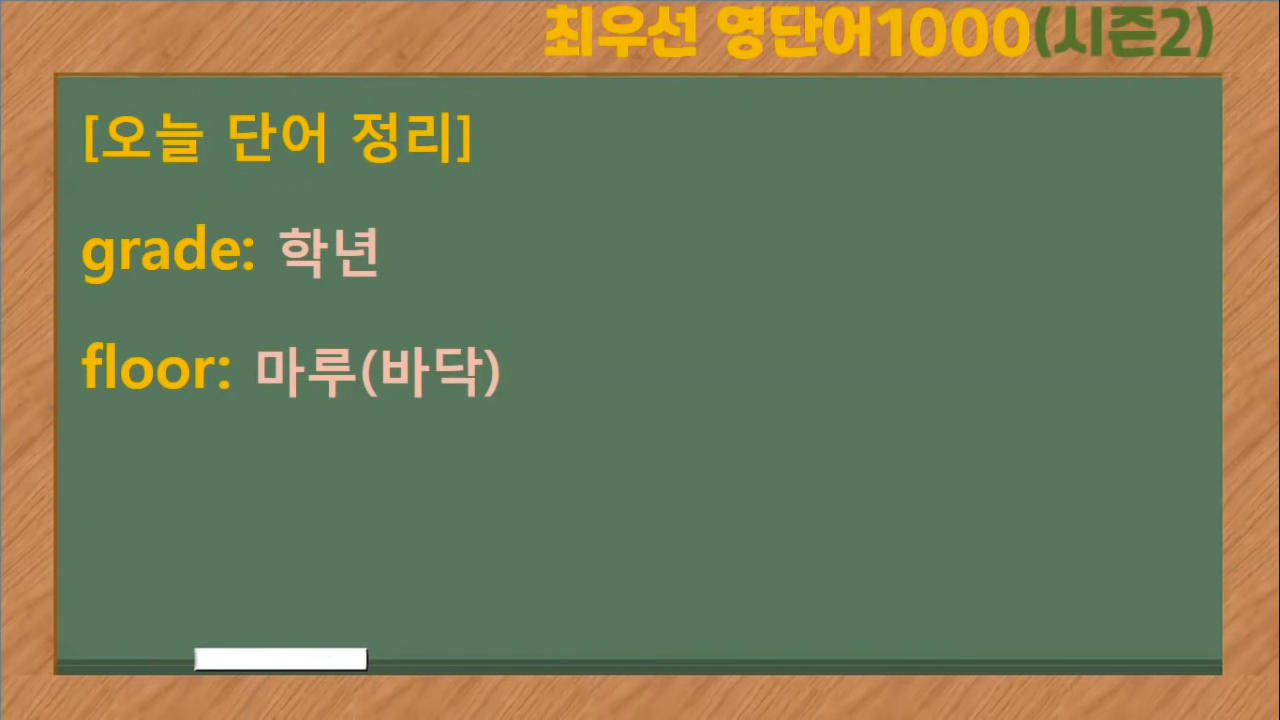 최우선 영단어1000(시즌2)
[오늘 단어 정리]
grade: 학년
floor: 마루(바닥)